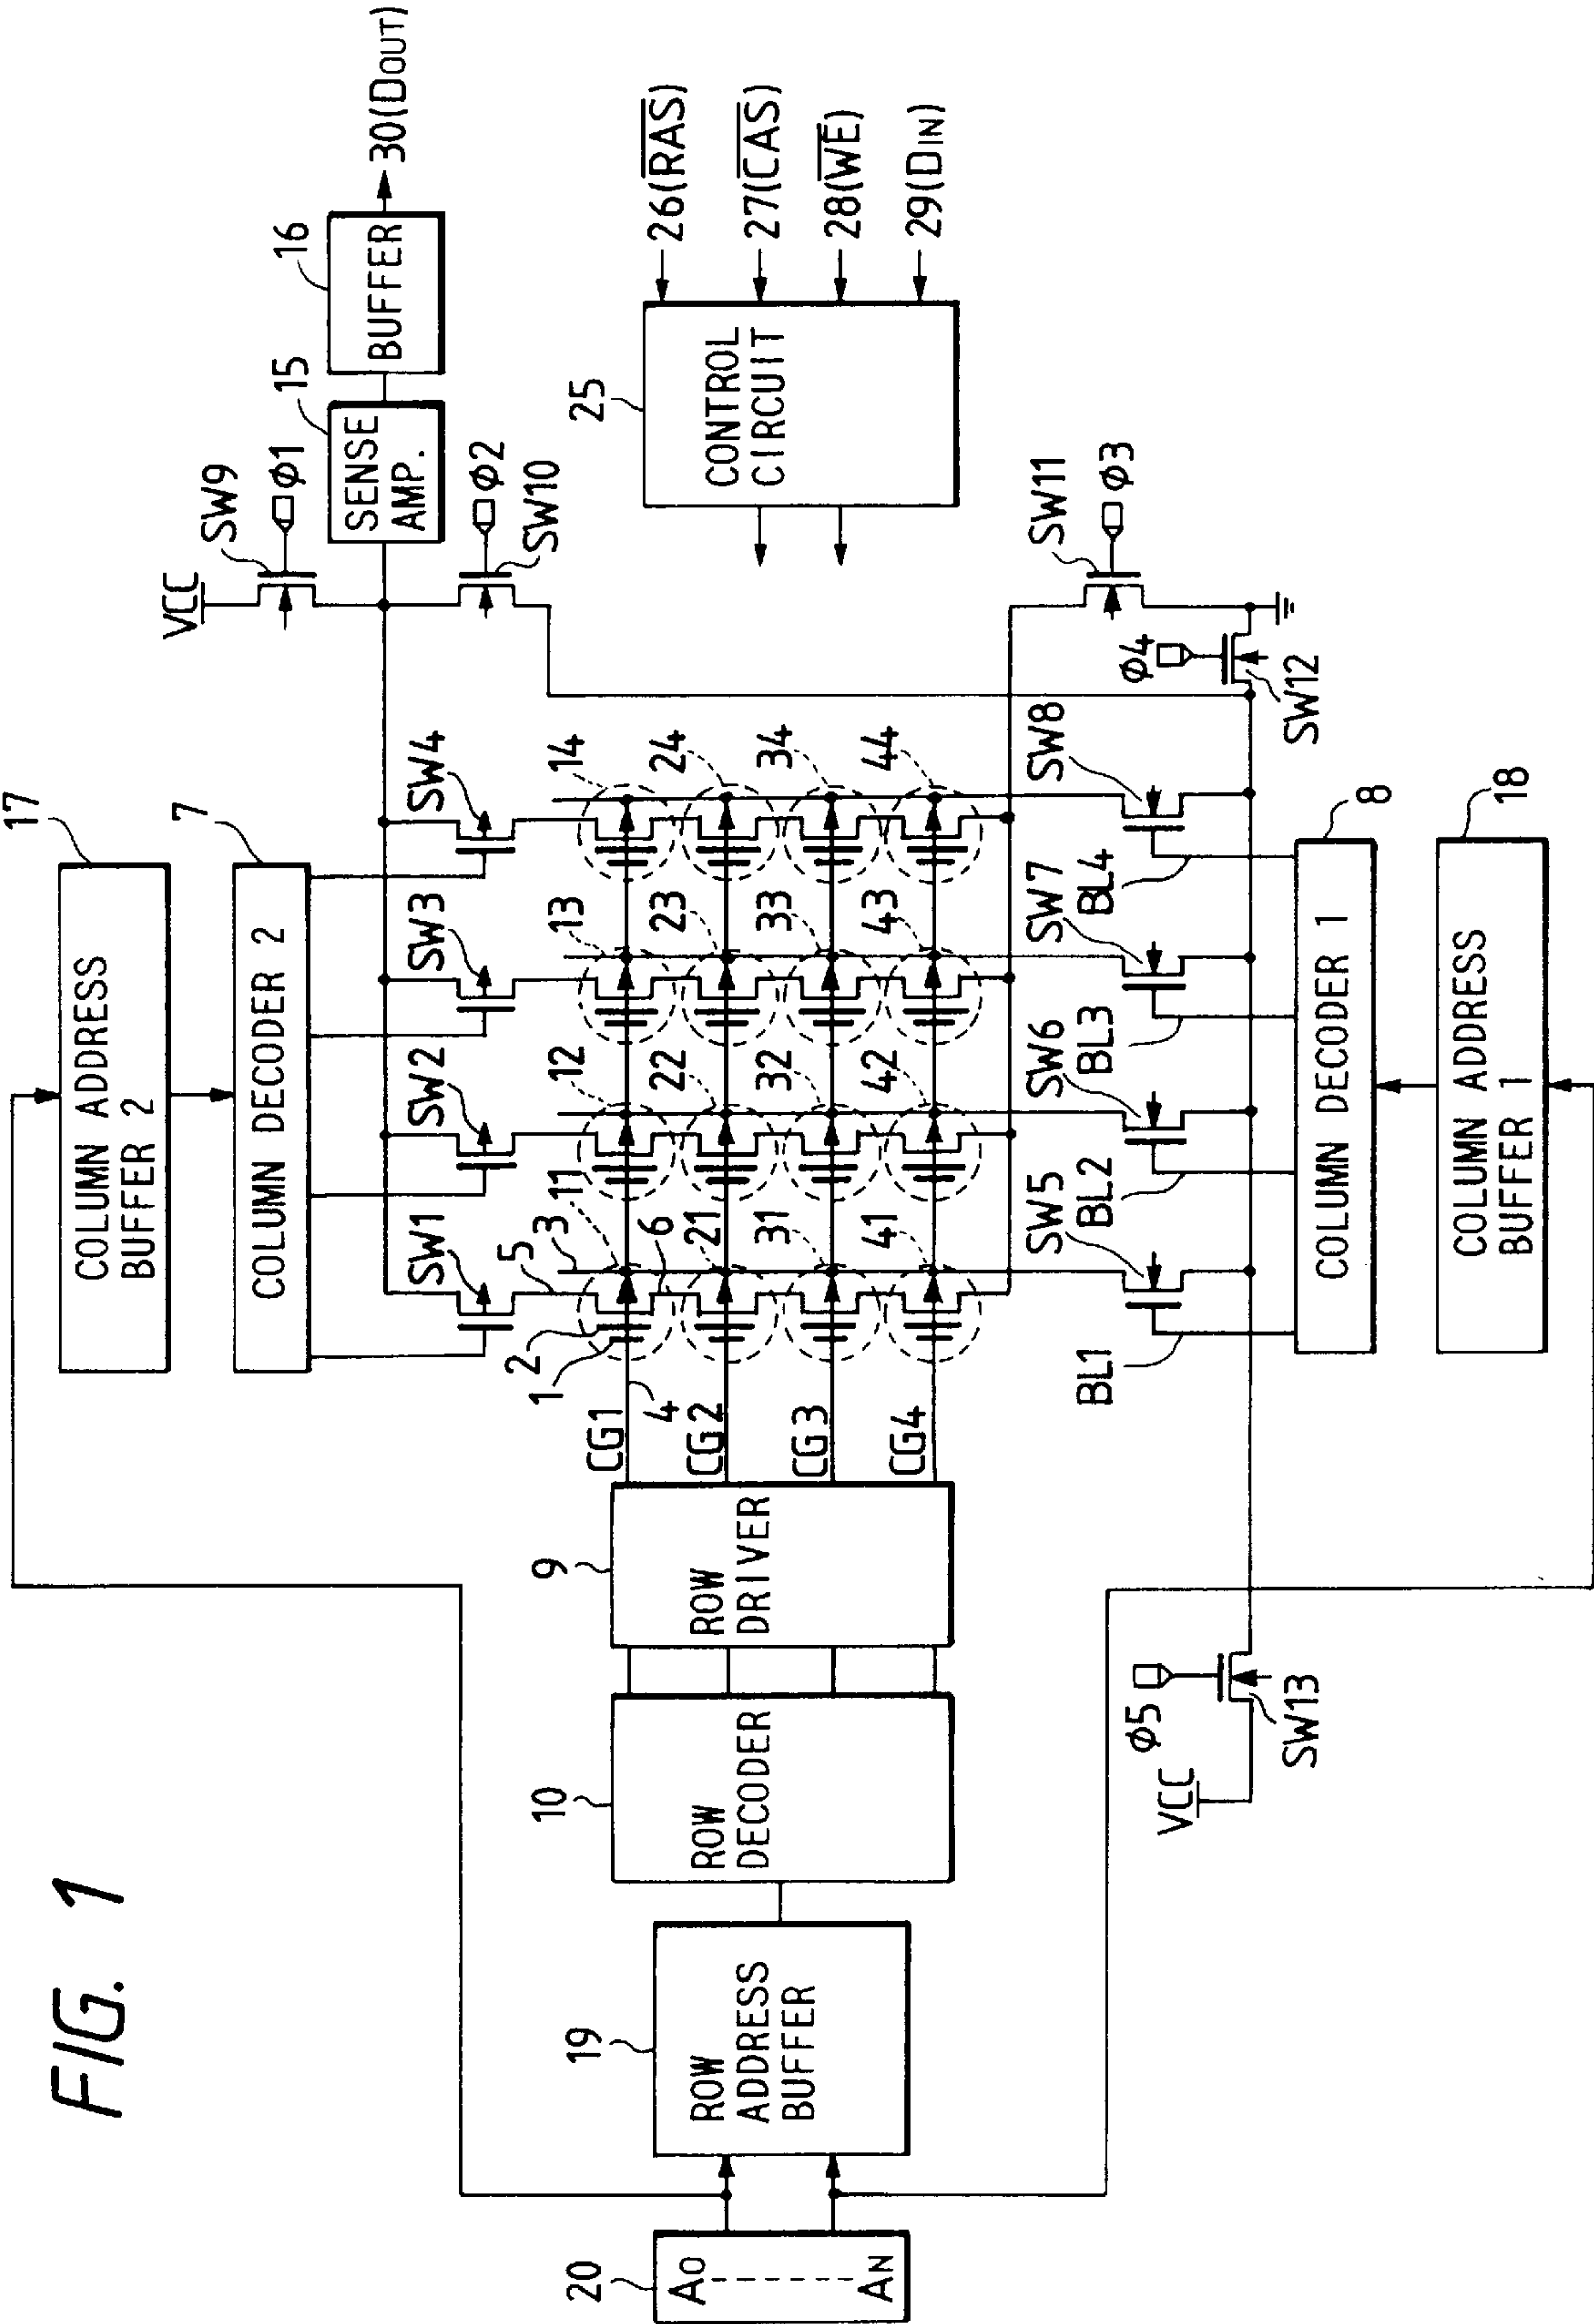 FIG. 1
17
COLUMN ADDRESS
BUFFER 2
7
COLUMN DECODER 2
SW1
SW2
SW3
SW4
VCC
SW9
φ1
15
SENSE
AMP.
16
BUFFER
30(DOUT)
φ2
SW10
20
A0
AN
19
ROW
ADDRESS
BUFFER
10
ROW
DECODER
9
ROW
DRIVER
CG1
CG2
CG3
CG4
1
2
3
4
5
6
11
12
13
14
21
22
23
24
31
32
33
34
41
42
43
44
25
CONTROL
CIRCUIT
26(R̅A̅S̅)
27(C̅A̅S̅)
28(W̅E̅)
29(DIN)
SW11
φ3
φ4
SW12
SW5
SW6
SW7
SW8
BL1
BL2
BL3
BL4
VCC
φ5
SW13
8
COLUMN DECODER 1
18
COLUMN ADDRESS
BUFFER 1